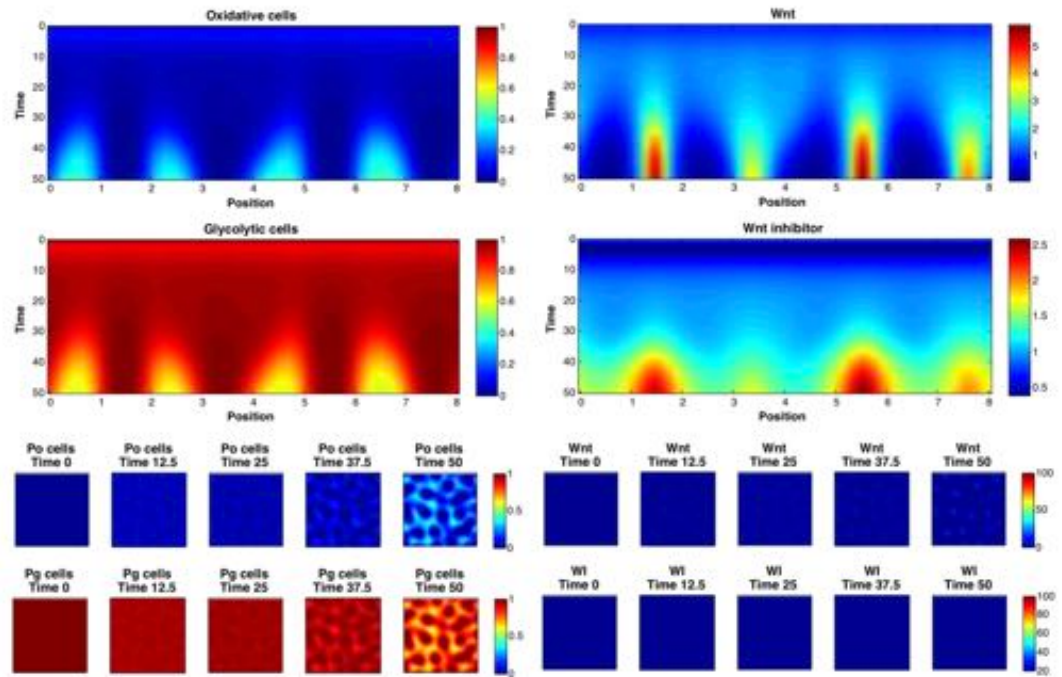 Oxidative cells
0
10
20
30
40
50
Time
0 1 2 3 4 5 6 7 8
Position
1
0.8
0.6
0.4
0.2
0
Wnt
0
10
20
30
40
50
Time
0 1 2 3 4 5 6 7 8
Position
5
4
3
2
1
Glycolytic cells
0
10
20
30
40
50
Time
0 1 2 3 4 5 6 7 8
Position
1
0.8
0.6
0.4
0.2
0
Wnt inhibitor
0
10
20
30
40
50
Time
0 1 2 3 4 5 6 7 8
Position
2.5
2
1.5
1
0.5
Po cells Po cells Po cells Po cells Po cells
Time 0 Time 12.5 Time 25 Time 37.5 Time 50
1
0.5
0
Wnt Wnt Wnt Wnt Wnt
Time 0 Time 12.5 Time 25 Time 37.5 Time 50
100
50
0
Pg cells Pg cells Pg cells Pg cells Pg cells
Time 0 Time 12.5 Time 25 Time 37.5 Time 50
1
0.5
0
WI WI WI WI WI
Time 0 Time 12.5 Time 25 Time 37.5 Time 50
100
80
60
40
20